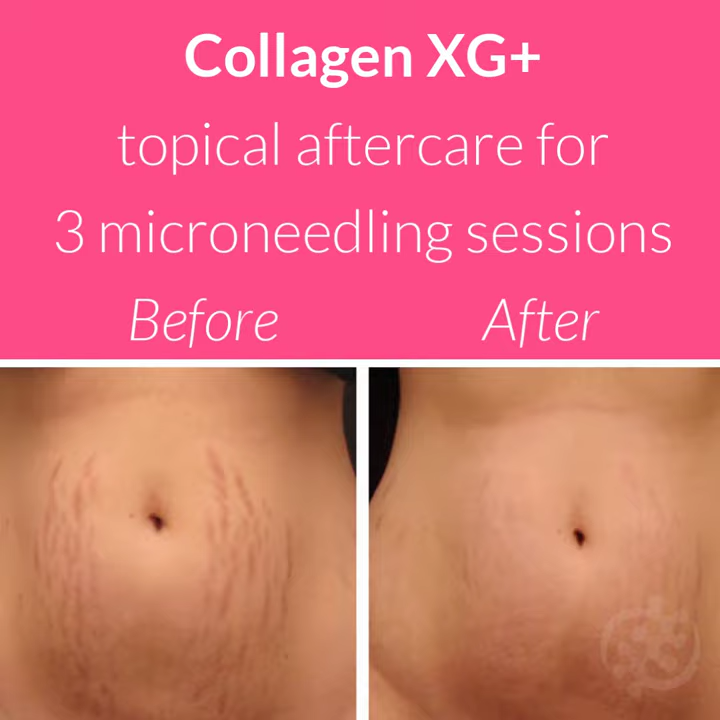 Collagen XG+
topical aftercare for
3 microneedling sessions
Before After